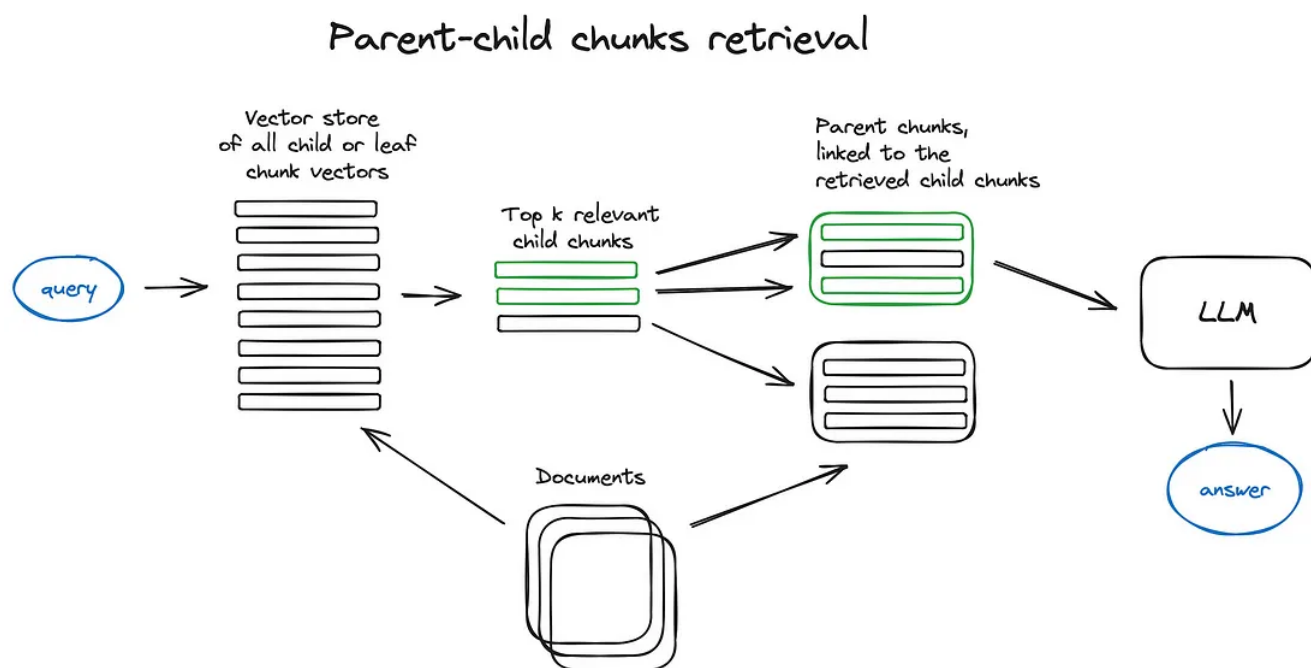 Parent-child chunks retrieval
Vector store
of all child or leaf
chunk vectors
Parent chunks,
linked to the
retrieved child chunks
Top k relevant
child chunks
query
LLM
Documents
answer